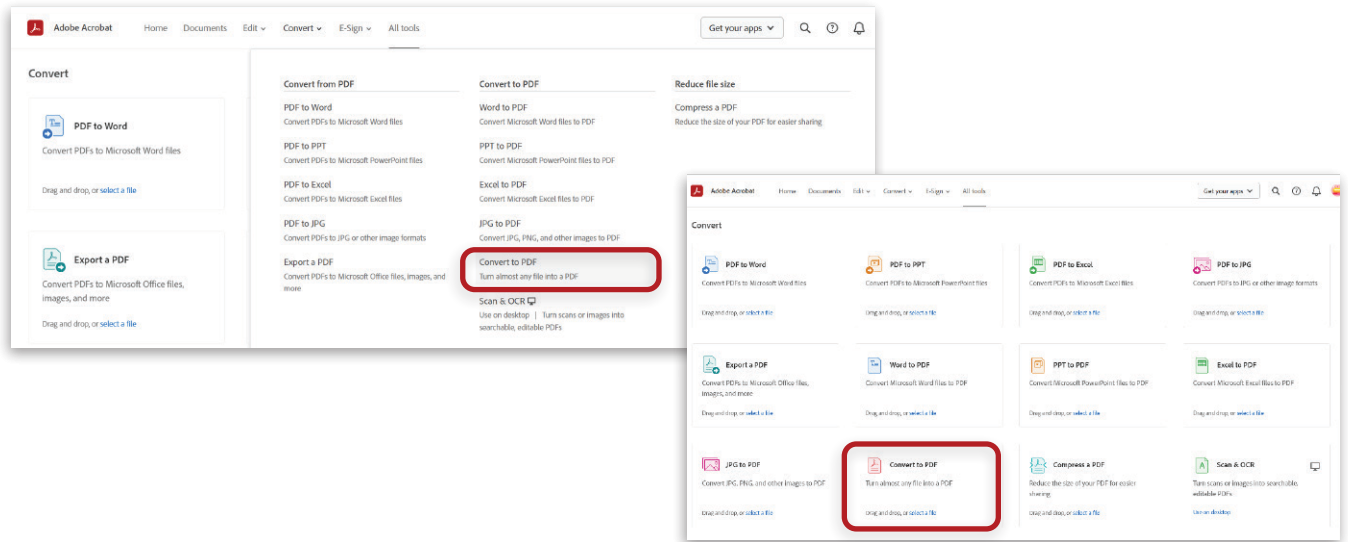 Adobe Acrobat Home Documents Edit Convert E-Sign All tools Get your apps
Convert
PDF to Word
Convert PDFs to Microsoft Word files
Drag and drop, or select a file
Export a PDF
Convert PDFs to Microsoft Office files,
images, and more
Drag and drop, or select a file
Convert from PDF
PDF to Word
Convert PDFs to Microsoft Word files
PDF to PPT
Convert PDFs to Microsoft PowerPoint files
PDF to Excel
Convert PDFs to Microsoft Excel files
PDF to JPG
Convert PDFs to JPG or other image formats
Export a PDF
Convert PDFs to Microsoft Office files, images, and
more
Convert to PDF
Word to PDF
Convert Microsoft Word files to PDF
PPT to PDF
Convert Microsoft PowerPoint files to PDF
Excel to PDF
Convert Microsoft Excel files to PDF
JPG to PDF
Convert JPG, PNG, and other images to PDF
Convert to PDF
Turn almost any file into a PDF
Scan & OCR
Use on desktop | Turn scans or images into
searchable, editable PDFs
Reduce file size
Compress a PDF
Reduce the size of your PDF for easier sharing
Adobe Acrobat Home Documents Edit Convert E-Sign All tools Get your apps
Convert
PDF to Word
Convert PDFs to Microsoft Word files
Drag and drop, or select a file
PDF to PPT
Convert PDFs to Microsoft PowerPoint files
Drag and drop, or select a file
PDF to Excel
Convert PDFs to Microsoft Excel files
Drag and drop, or select a file
PDF to JPG
Convert PDFs to JPG or other image formats
Drag and drop, or select a file
Export a PDF
Convert PDFs to Microsoft Office files,
images, and more
Drag and drop, or select a file
Word to PDF
Convert Microsoft Word files to PDF
Drag and drop, or select a file
PPT to PDF
Convert Microsoft PowerPoint files to PDF
Drag and drop, or select a file
Excel to PDF
Convert Microsoft Excel files to PDF
Drag and drop, or select a file
JPG to PDF
Convert JPG, PNG, and other images to PDF
Drag and drop, or select a file
Convert to PDF
Turn almost any file into a PDF
Drag and drop, or select a file
Compress a PDF
Reduce the size of your PDF for easier
sharing
Drag and drop, or select a file
Scan & OCR
Turn scans or images into searchable,
editable PDFs
Use on desktop